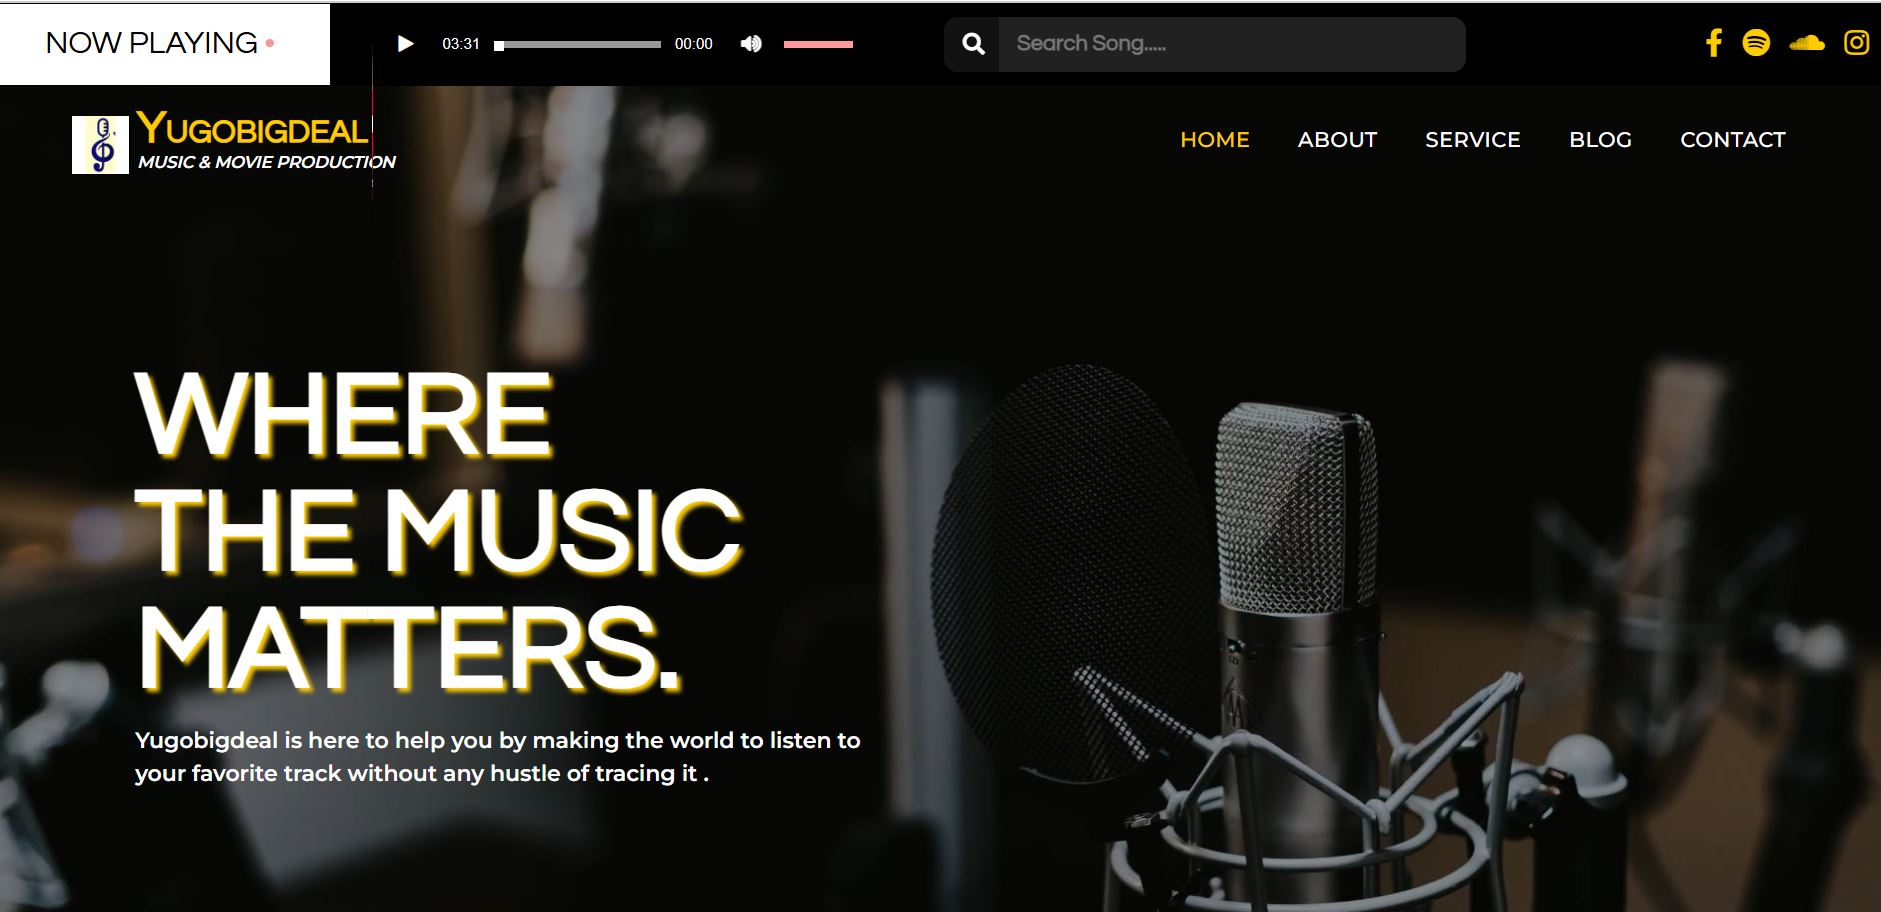 NOW PLAYING
03:31
00:00
Search Song.....
YUGOBIGDEAL
MUSIC & MOVIE PRODUCTION
HOME ABOUT SERVICE BLOG CONTACT
WHERE
THE MUSIC
MATTERS.
Yugobigdeal is here to help you by making the world to listen to
your favorite track without any hustle of tracing it .